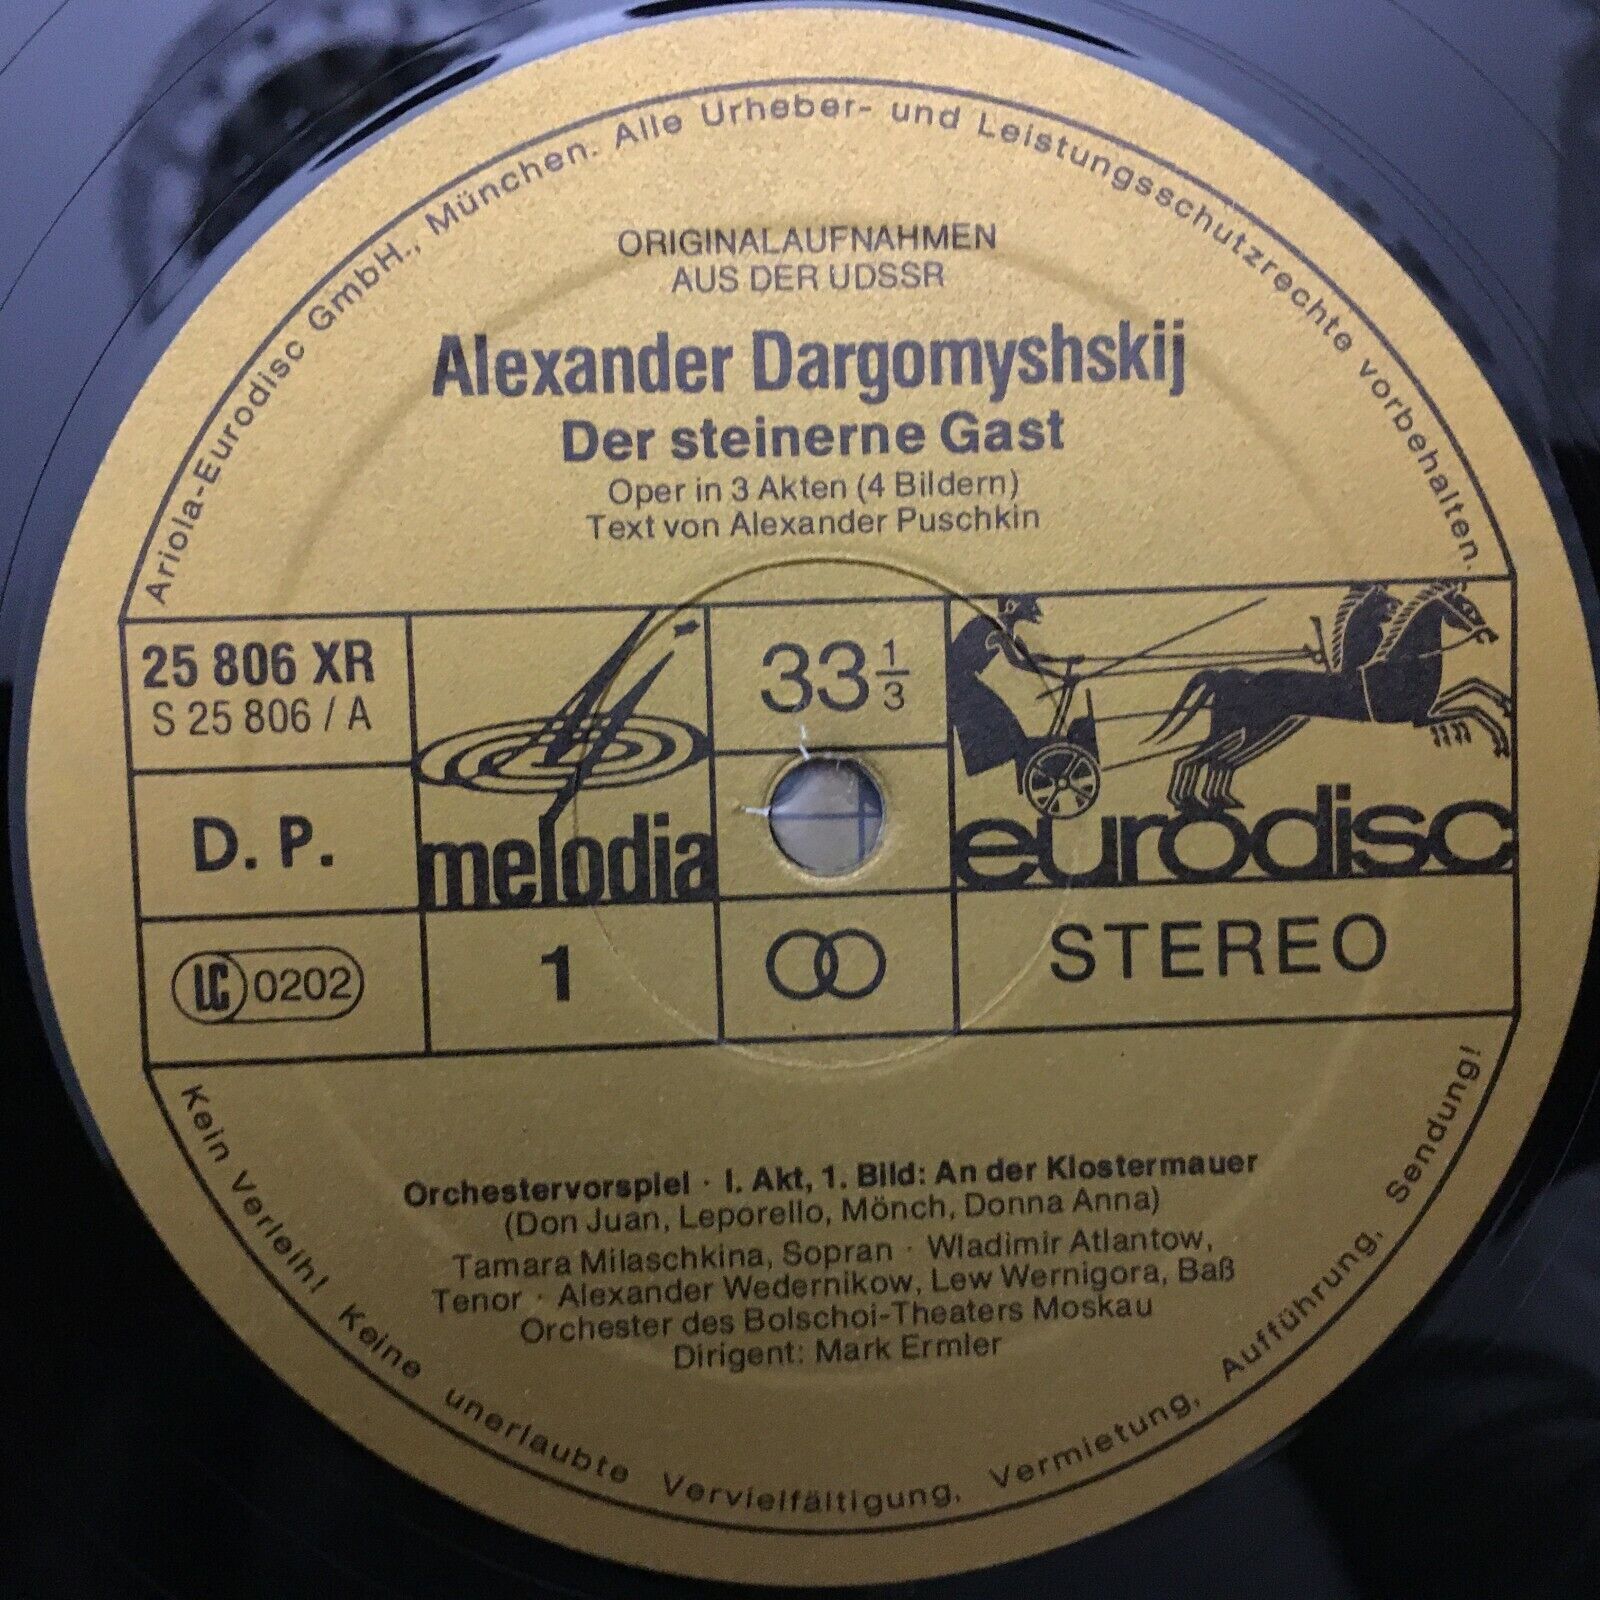 Ariola-Eurodisc GmbH., München. Alle Urheber- und Leistungsschutzrechte vorbehalten.
ORIGINALAUFNAHMEN
AUS DER UDSSR
Alexander Dargomyshskij
Der steinerne Gast
Oper in 3 Akten (4 Bildern)
Text von Alexander Puschkin
25 806 XR
S 25 806 / A
33 1/3
D. P.
melodia
eurodisc
LC 0202
1
STEREO
Orchestervorspiel · I. Akt, 1. Bild: An der Klostermauer
(Don Juan, Leporello, Mönch, Donna Anna)
Tamara Milaschkina, Sopran · Wladimir Atlantow,
Tenor · Alexander Wedernikow, Lew Wernigora, Baß
Orchester des Bolschoi-Theaters Moskau
Dirigent: Mark Ermler
Kein Verleih! Keine unerlaubte Vervielfältigung, Vermietung, Aufführung, Sendung!